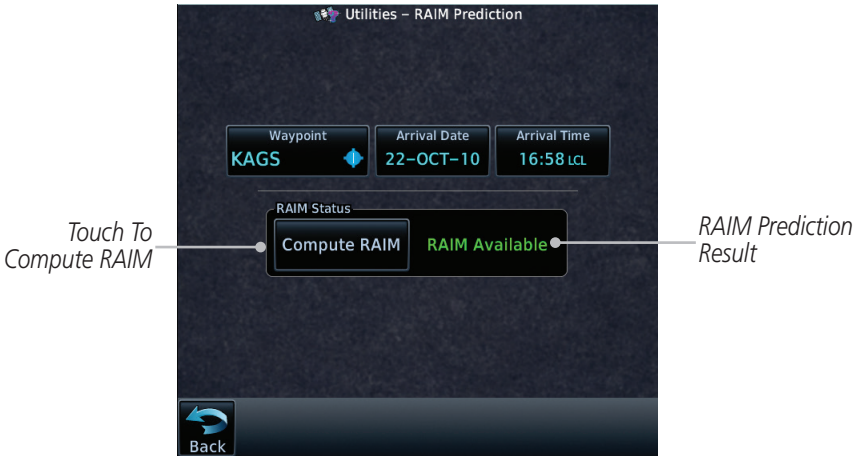 Utilities – RAIM Prediction
Waypoint
KAGS
Arrival Date
22–OCT–10
Arrival Time
16:58 LCL
RAIM Status
Touch To
Compute RAIM
Compute RAIM
RAIM Available
RAIM Prediction
Result
Back